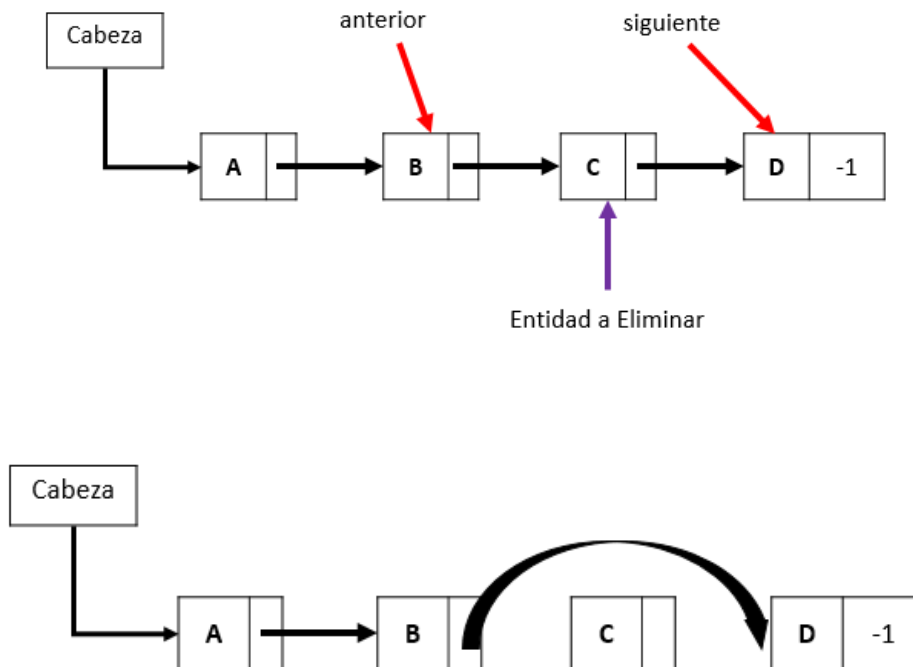 anterior
siguiente
Cabeza
A
B
C
D
-1
Entidad a Eliminar
Cabeza
A
B
C
D
-1